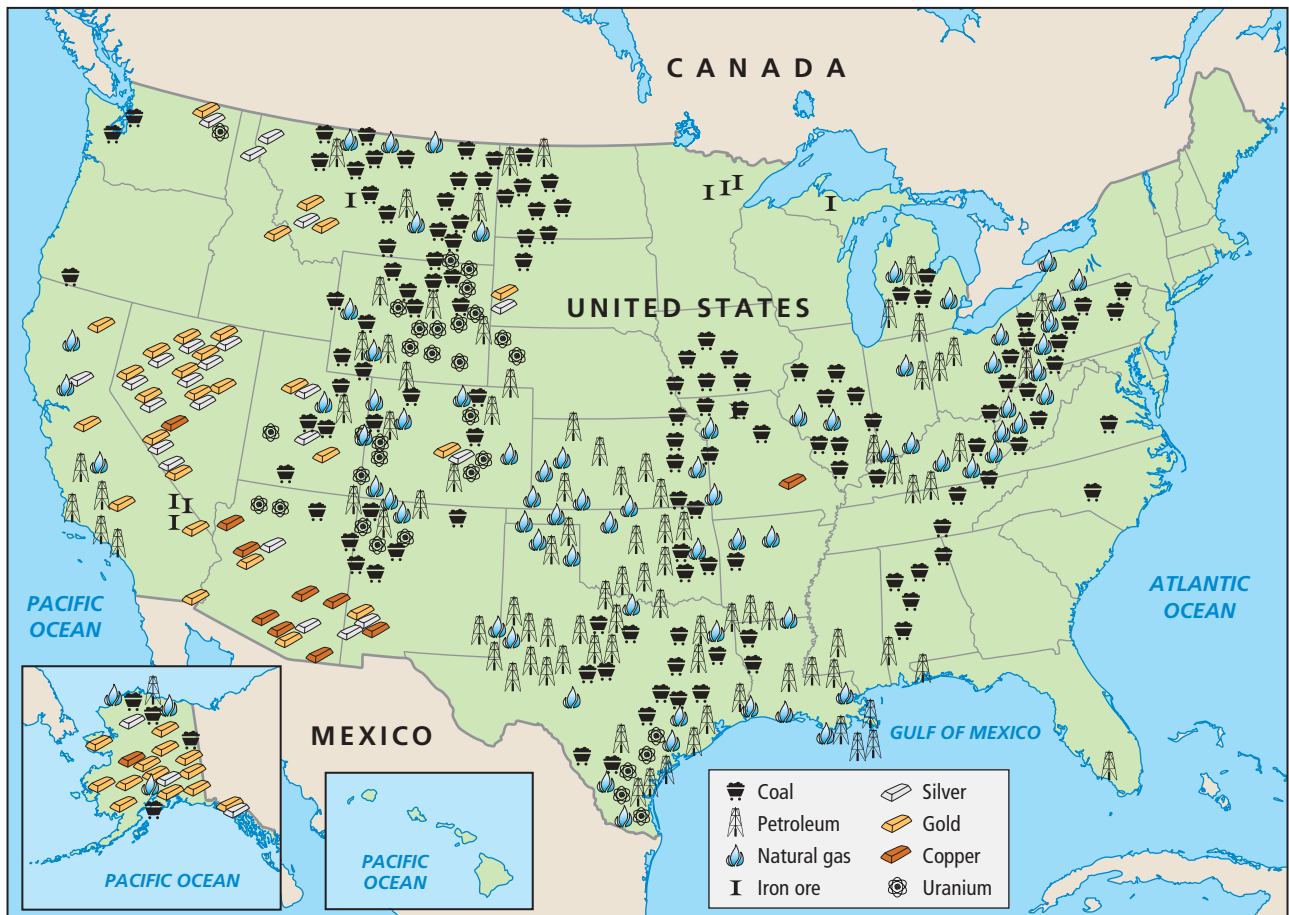 CANADA
UNITED STATES
PACIFIC
OCEAN
ATLANTIC
OCEAN
MEXICO
GULF OF MEXICO
PACIFIC OCEAN
PACIFIC
OCEAN
Coal
Petroleum
Natural gas
Iron ore
Silver
Gold
Copper
Uranium